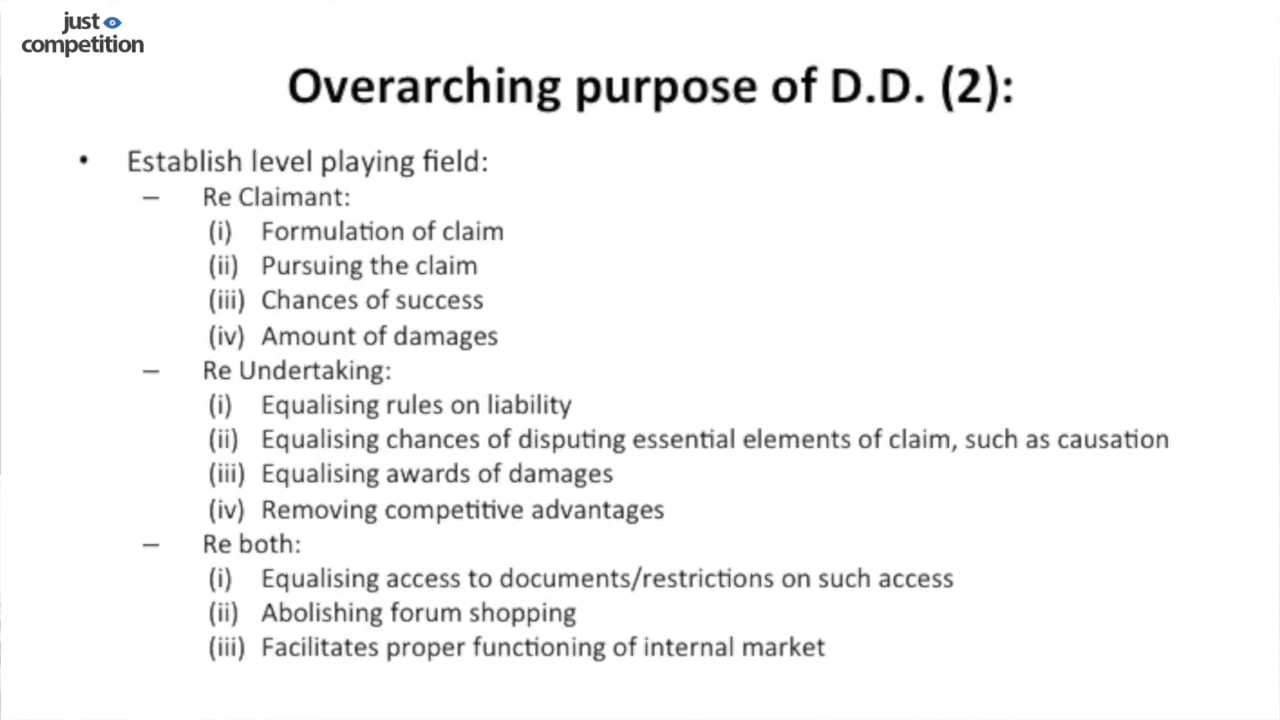 just
competition
Overarching purpose of D.D. (2):
• Establish level playing field:
– Re Claimant:
(i) Formulation of claim
(ii) Pursuing the claim
(iii) Chances of success
(iv) Amount of damages
– Re Undertaking:
(i) Equalising rules on liability
(ii) Equalising chances of disputing essential elements of claim, such as causation
(iii) Equalising awards of damages
(iv) Removing competitive advantages
– Re both:
(i) Equalising access to documents/restrictions on such access
(ii) Abolishing forum shopping
(iii) Facilitates proper functioning of internal market